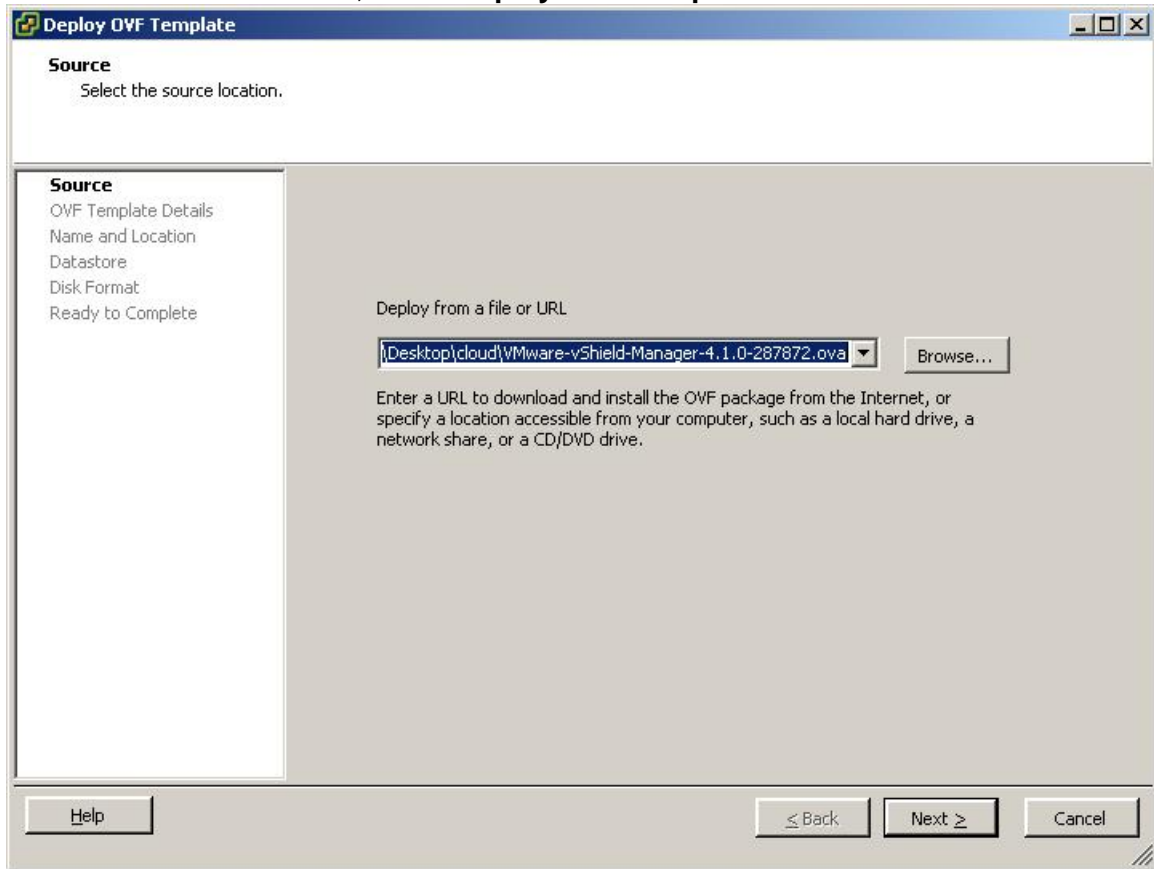 Deploy OVF Template
Source
Select the source location.
Source
OVF Template Details
Name and Location
Datastore
Disk Format
Ready to Complete
Deploy from a file or URL
\Desktop\cloud\VMware-vShield-Manager-4.1.0-287872.ova
Browse...
Enter a URL to download and install the OVF package from the Internet, or
specify a location accessible from your computer, such as a local hard drive, a
network share, or a CD/DVD drive.
Help
≤ Back
Next ≥
Cancel